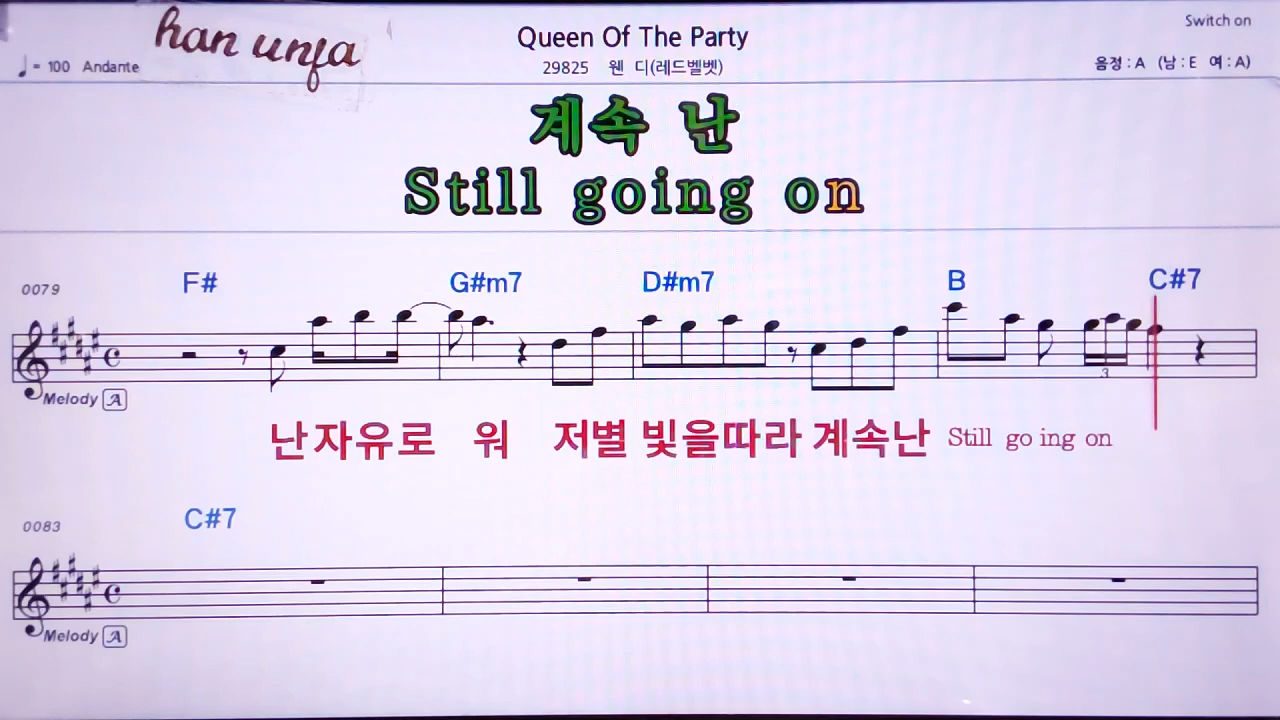 han unfa
Queen Of The Party
Switch on
♩= 100 Andante
29825 웬 디(레드벨벳)
음정 : A (남 : E 여 : A)
계속 난
Still going on
0079 F# G#m7 D#m7 B C#7
3
Melody A
난자유로 워 저별 빛을따라 계속난 Still go ing on
0083 C#7
Melody A